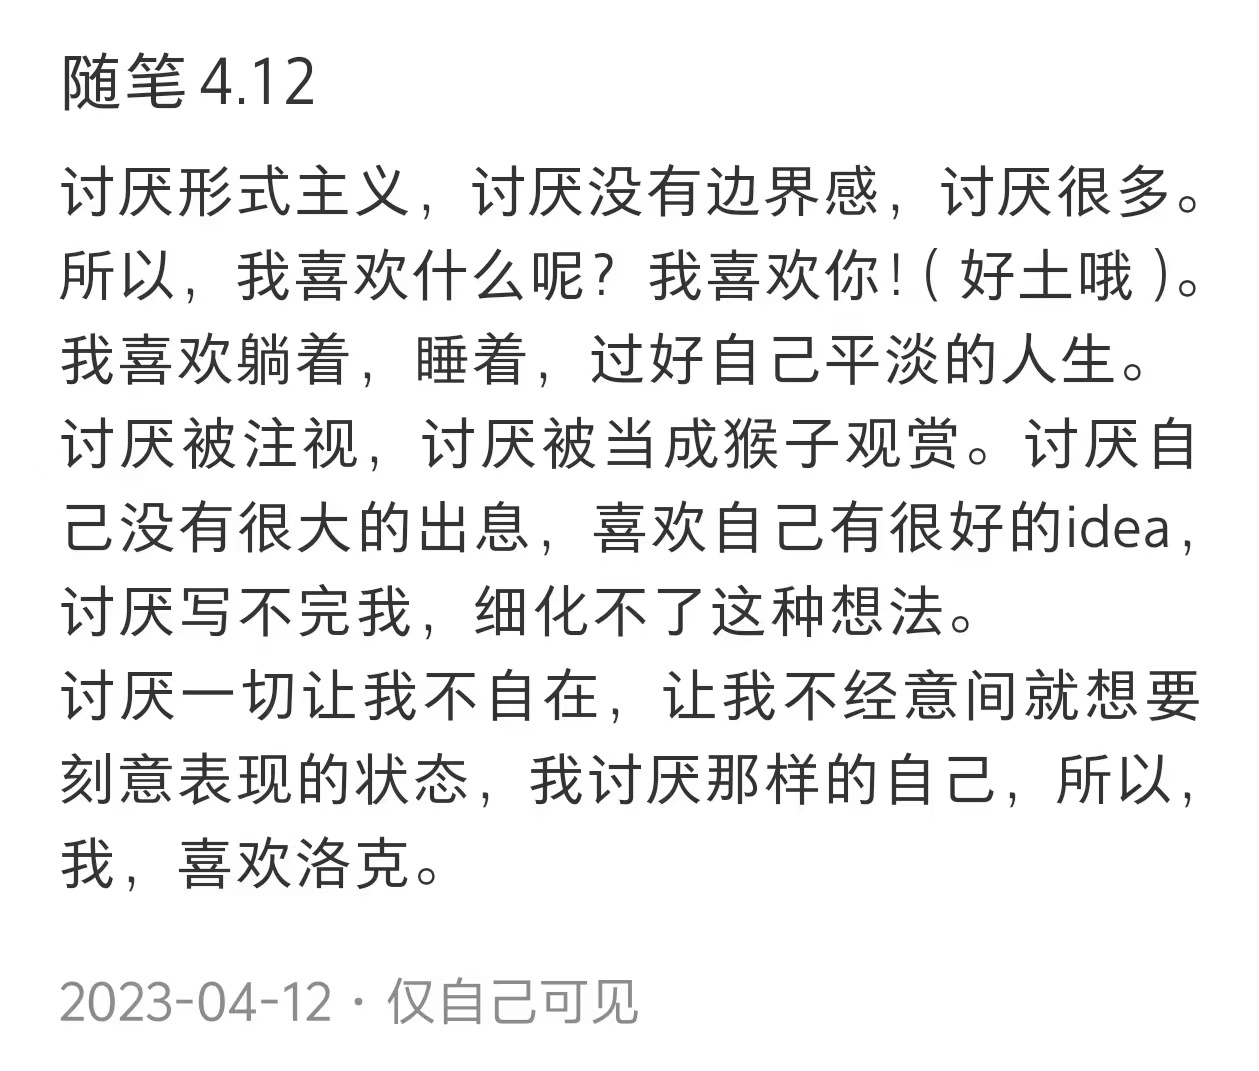 随笔 4.12
讨厌形式主义，讨厌没有边界感，讨厌很多。
所以，我喜欢什么呢？我喜欢你！（好土哦）。
我喜欢躺着，睡着，过好自己平淡的人生。
讨厌被注视，讨厌被当成猴子观赏。讨厌自
己没有很大的出息，喜欢自己有很好的idea，
讨厌写不完我，细化不了这种想法。
讨厌一切让我不自在，让我不经意间就想要
刻意表现的状态，我讨厌那样的自己，所以，
我，喜欢洛克。
2023-04-12 · 仅自己可见